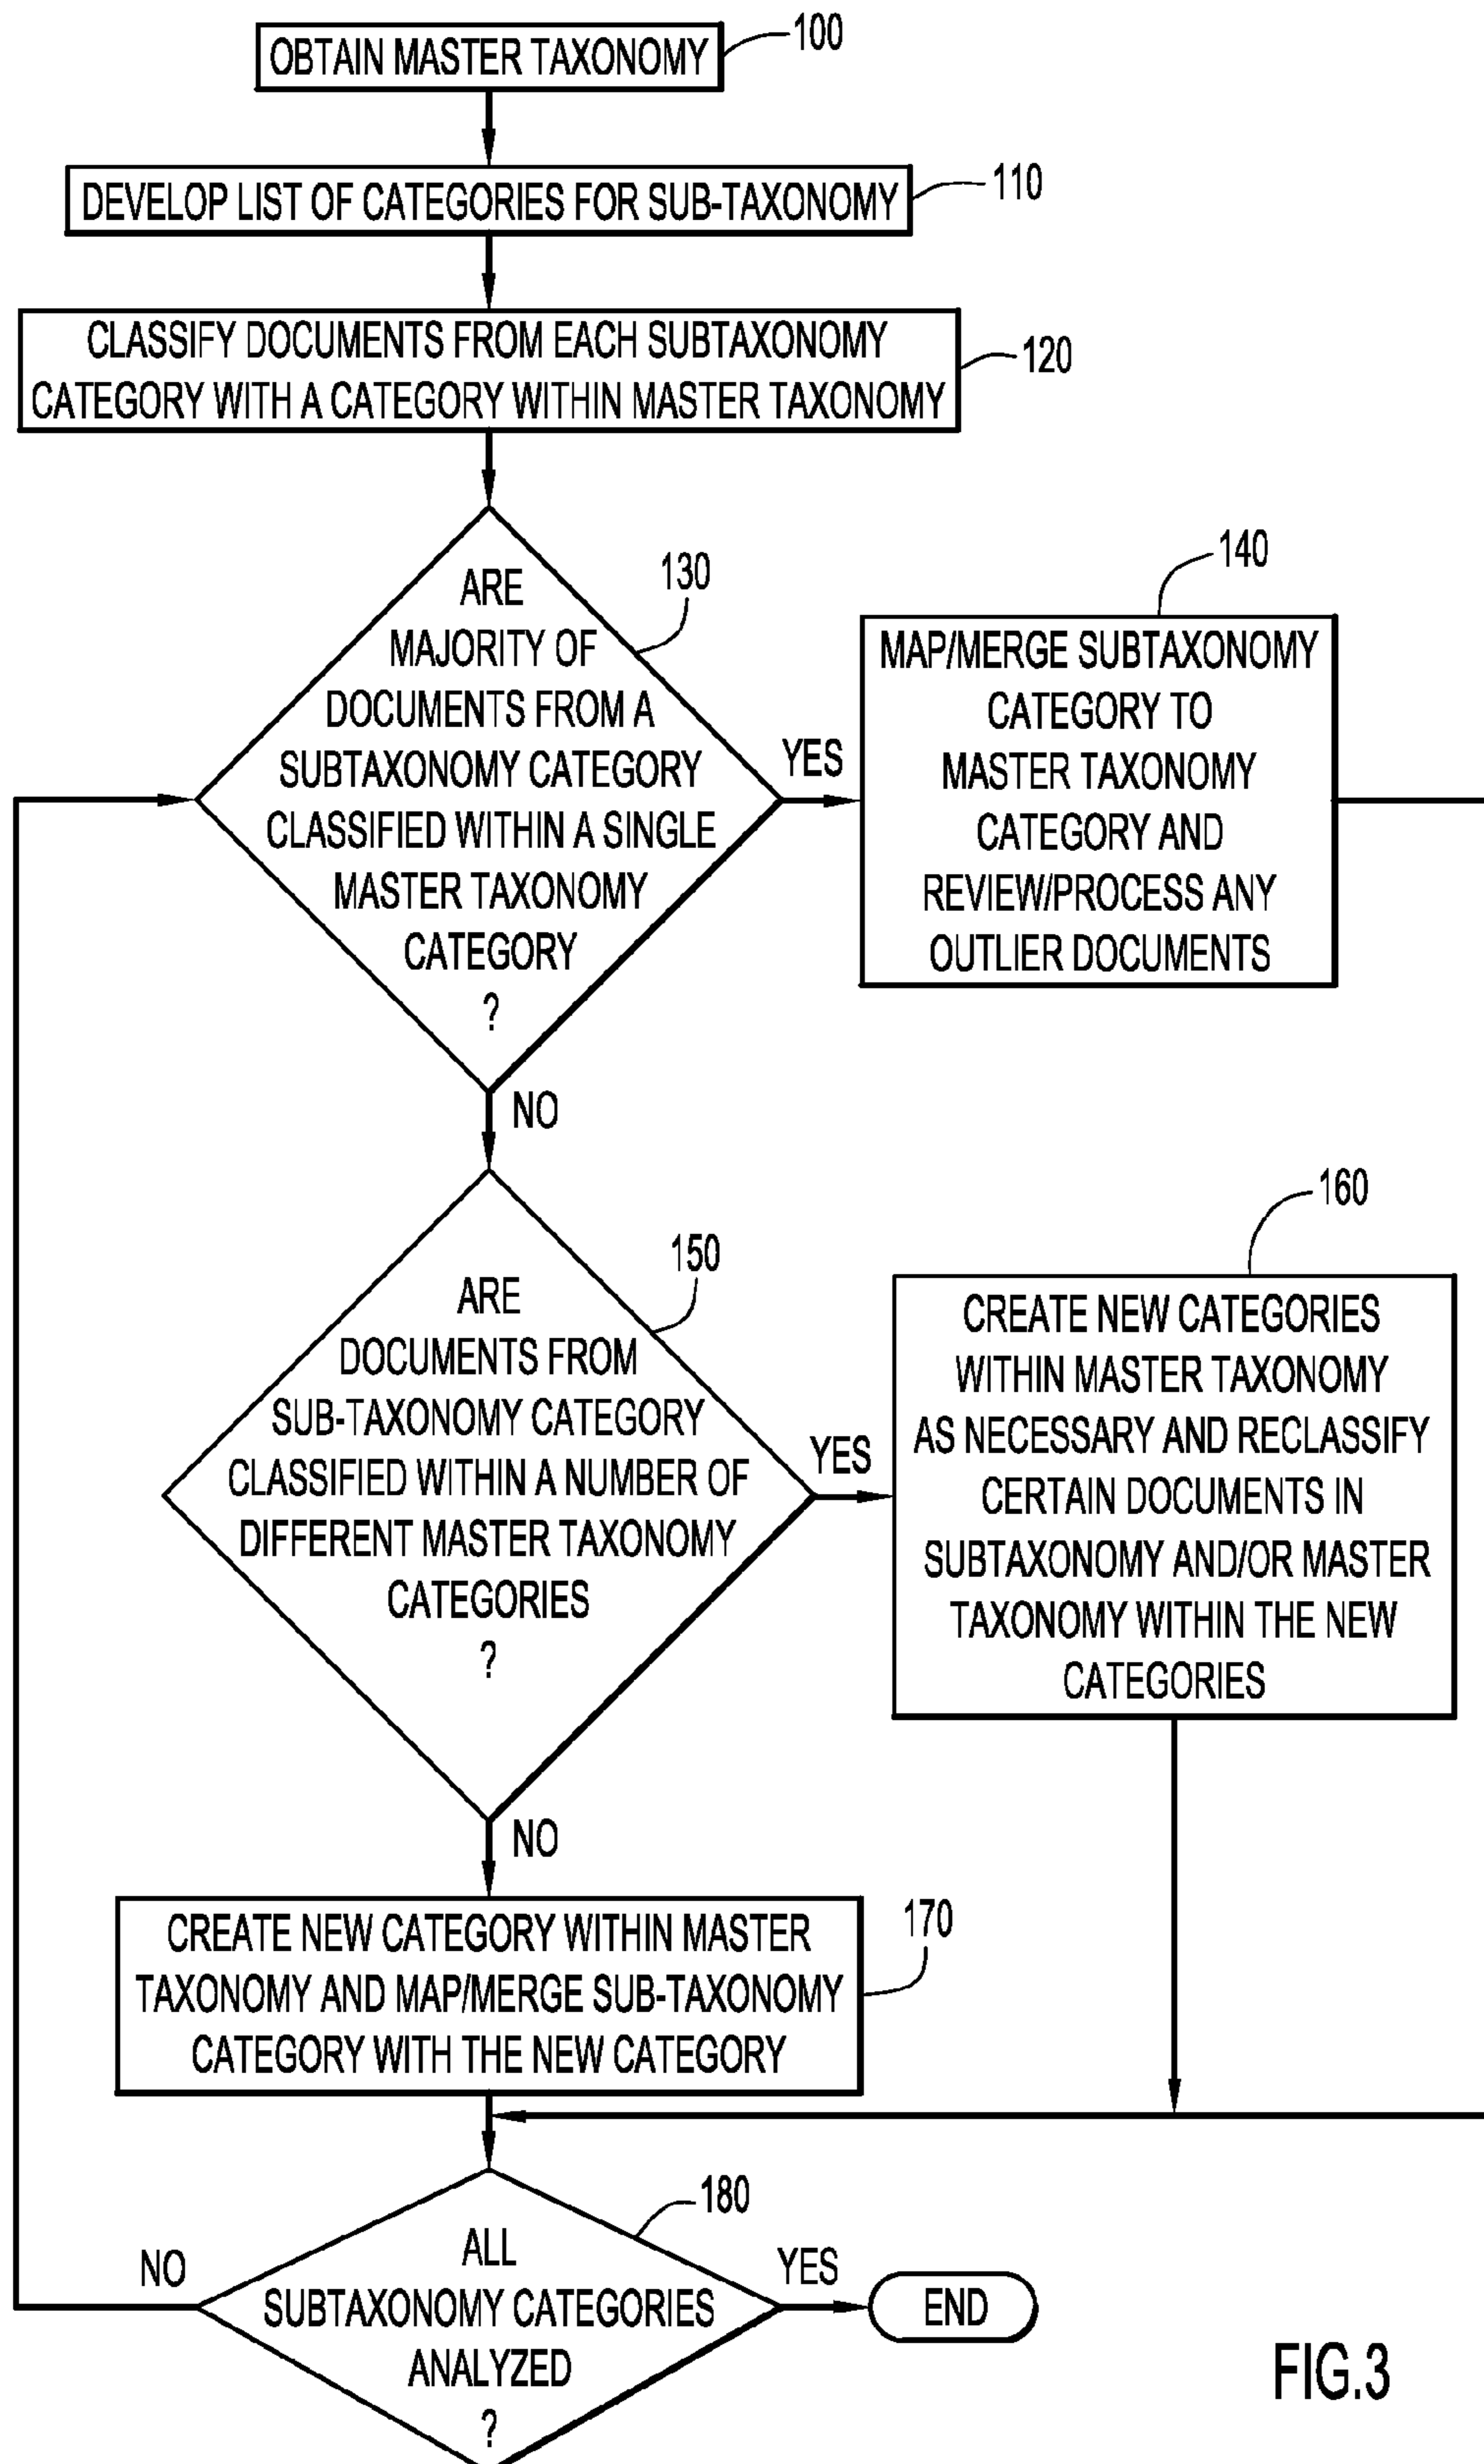 OBTAIN MASTER TAXONOMY
100
DEVELOP LIST OF CATEGORIES FOR SUB-TAXONOMY
110
CLASSIFY DOCUMENTS FROM EACH SUBTAXONOMY
CATEGORY WITH A CATEGORY WITHIN MASTER TAXONOMY
120
ARE
MAJORITY OF
DOCUMENTS FROM A
SUBTAXONOMY CATEGORY
CLASSIFIED WITHIN A SINGLE
MASTER TAXONOMY
CATEGORY
?
130
YES
NO
140
MAP/MERGE SUBTAXONOMY
CATEGORY TO
MASTER TAXONOMY
CATEGORY AND
REVIEW/PROCESS ANY
OUTLIER DOCUMENTS
ARE
DOCUMENTS FROM
SUB-TAXONOMY CATEGORY
CLASSIFIED WITHIN A NUMBER OF
DIFFERENT MASTER TAXONOMY
CATEGORIES
?
150
YES
NO
160
CREATE NEW CATEGORIES
WITHIN MASTER TAXONOMY
AS NECESSARY AND RECLASSIFY
CERTAIN DOCUMENTS IN
SUBTAXONOMY AND/OR MASTER
TAXONOMY WITHIN THE NEW
CATEGORIES
CREATE NEW CATEGORY WITHIN MASTER
TAXONOMY AND MAP/MERGE SUB-TAXONOMY
CATEGORY WITH THE NEW CATEGORY
170
ALL
SUBTAXONOMY CATEGORIES
ANALYZED
?
180
NO
YES
END
FIG.3